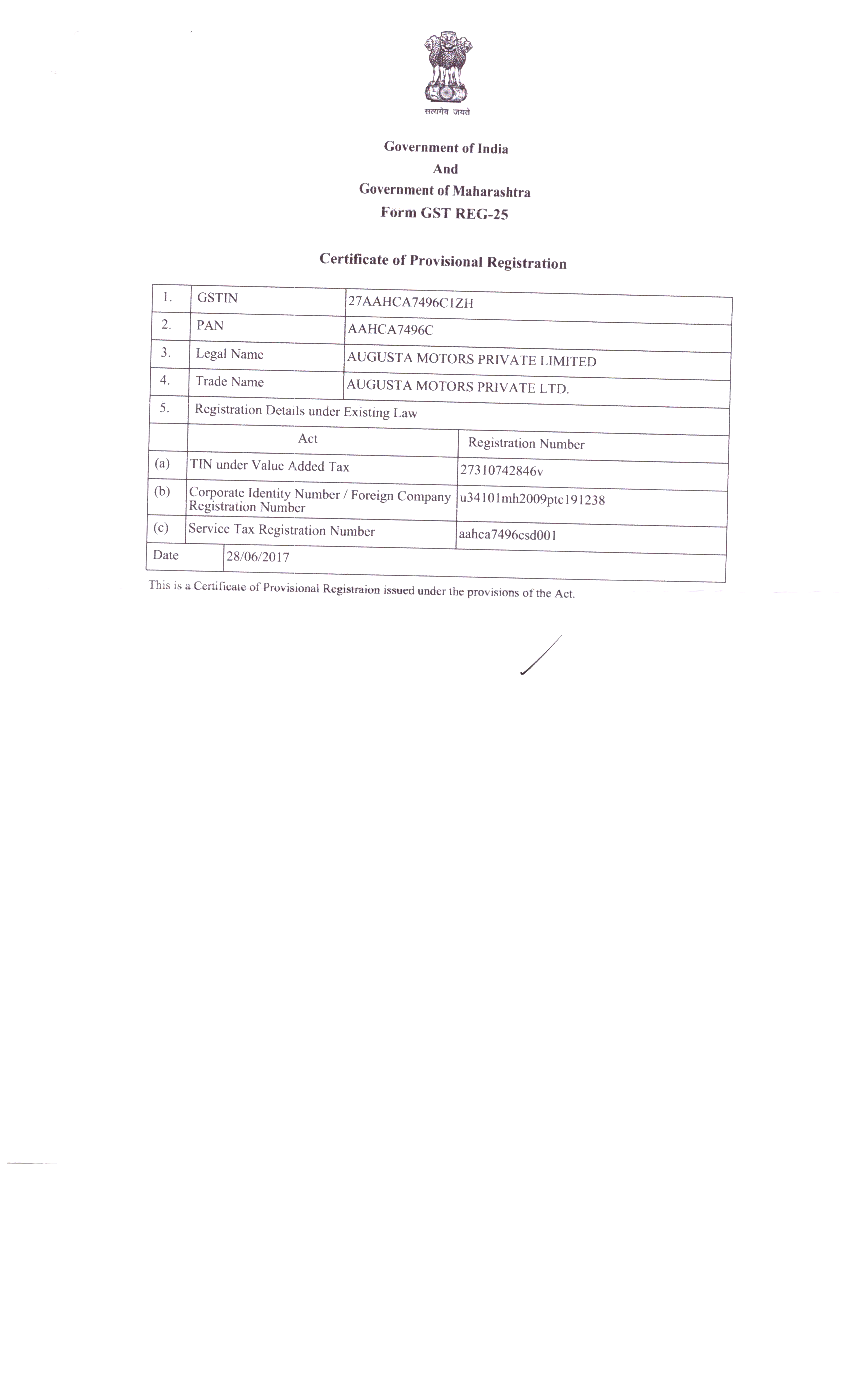 सत्यमेव जयते
Government of India
And
Government of Maharashtra
Form GST REG-25
Certificate of Provisional Registration
1. GSTIN 27AAHCA7496C1ZH
2. PAN AAHCA7496C
3. Legal Name AUGUSTA MOTORS PRIVATE LIMITED
4. Trade Name AUGUSTA MOTORS PRIVATE LTD.
5. Registration Details under Existing Law
Act Registration Number
(a) TIN under Value Added Tax 27310742846v
(b) Corporate Identity Number / Foreign Company u34101mh2009ptc191238
Registration Number
(c) Service Tax Registration Number aahca7496csd001
Date 28/06/2017
This is a Certificate of Provisional Registraion issued under the provisions of the Act.